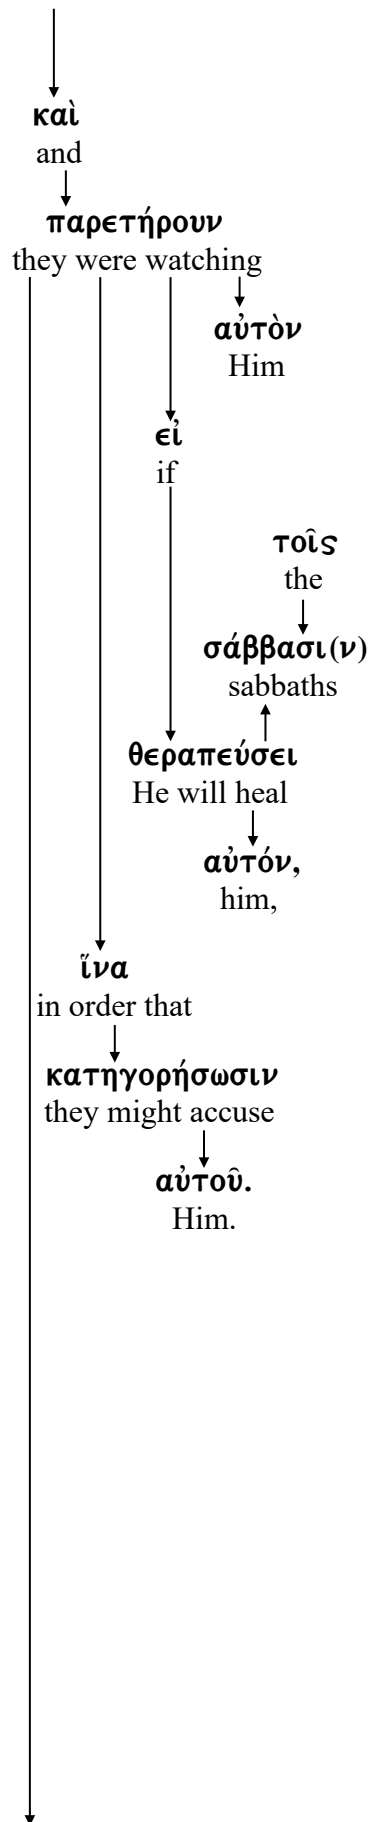 καὶ
and
παρετήρουν
they were watching
αὐτὸν
Him
εἰ
if
τοῖς
the
σάββασι(ν)
sabbaths
θεραπεύσει
He will heal
αὐτόν,
him,
ἵνα
in order that
κατηγορήσωσιν
they might accuse
αὐτοῦ.
Him.